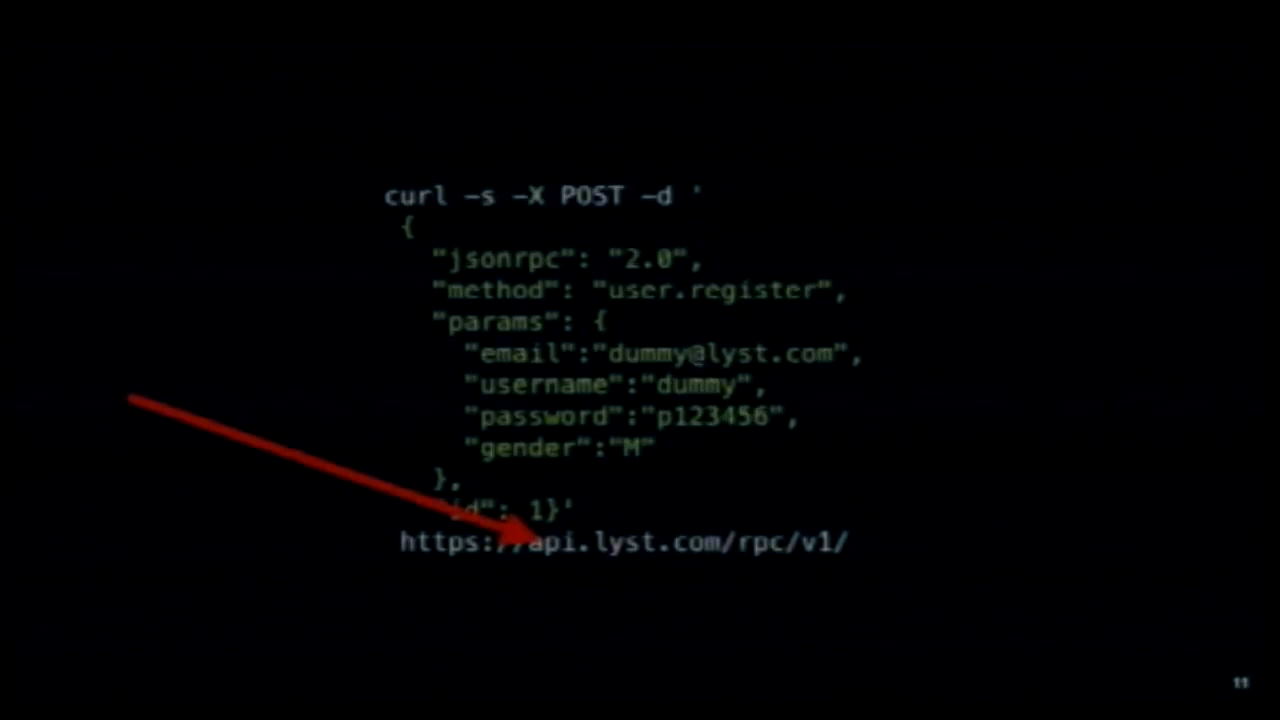 curl -s -X POST -d '
{
"jsonrpc": "2.0",
"method": "user.register",
"params": {
"email":"dummy@lyst.com",
"username":"dummy",
"password":"p123456",
"gender":"M"
},
"id": 1}'
https://api.lyst.com/rpc/v1/
11